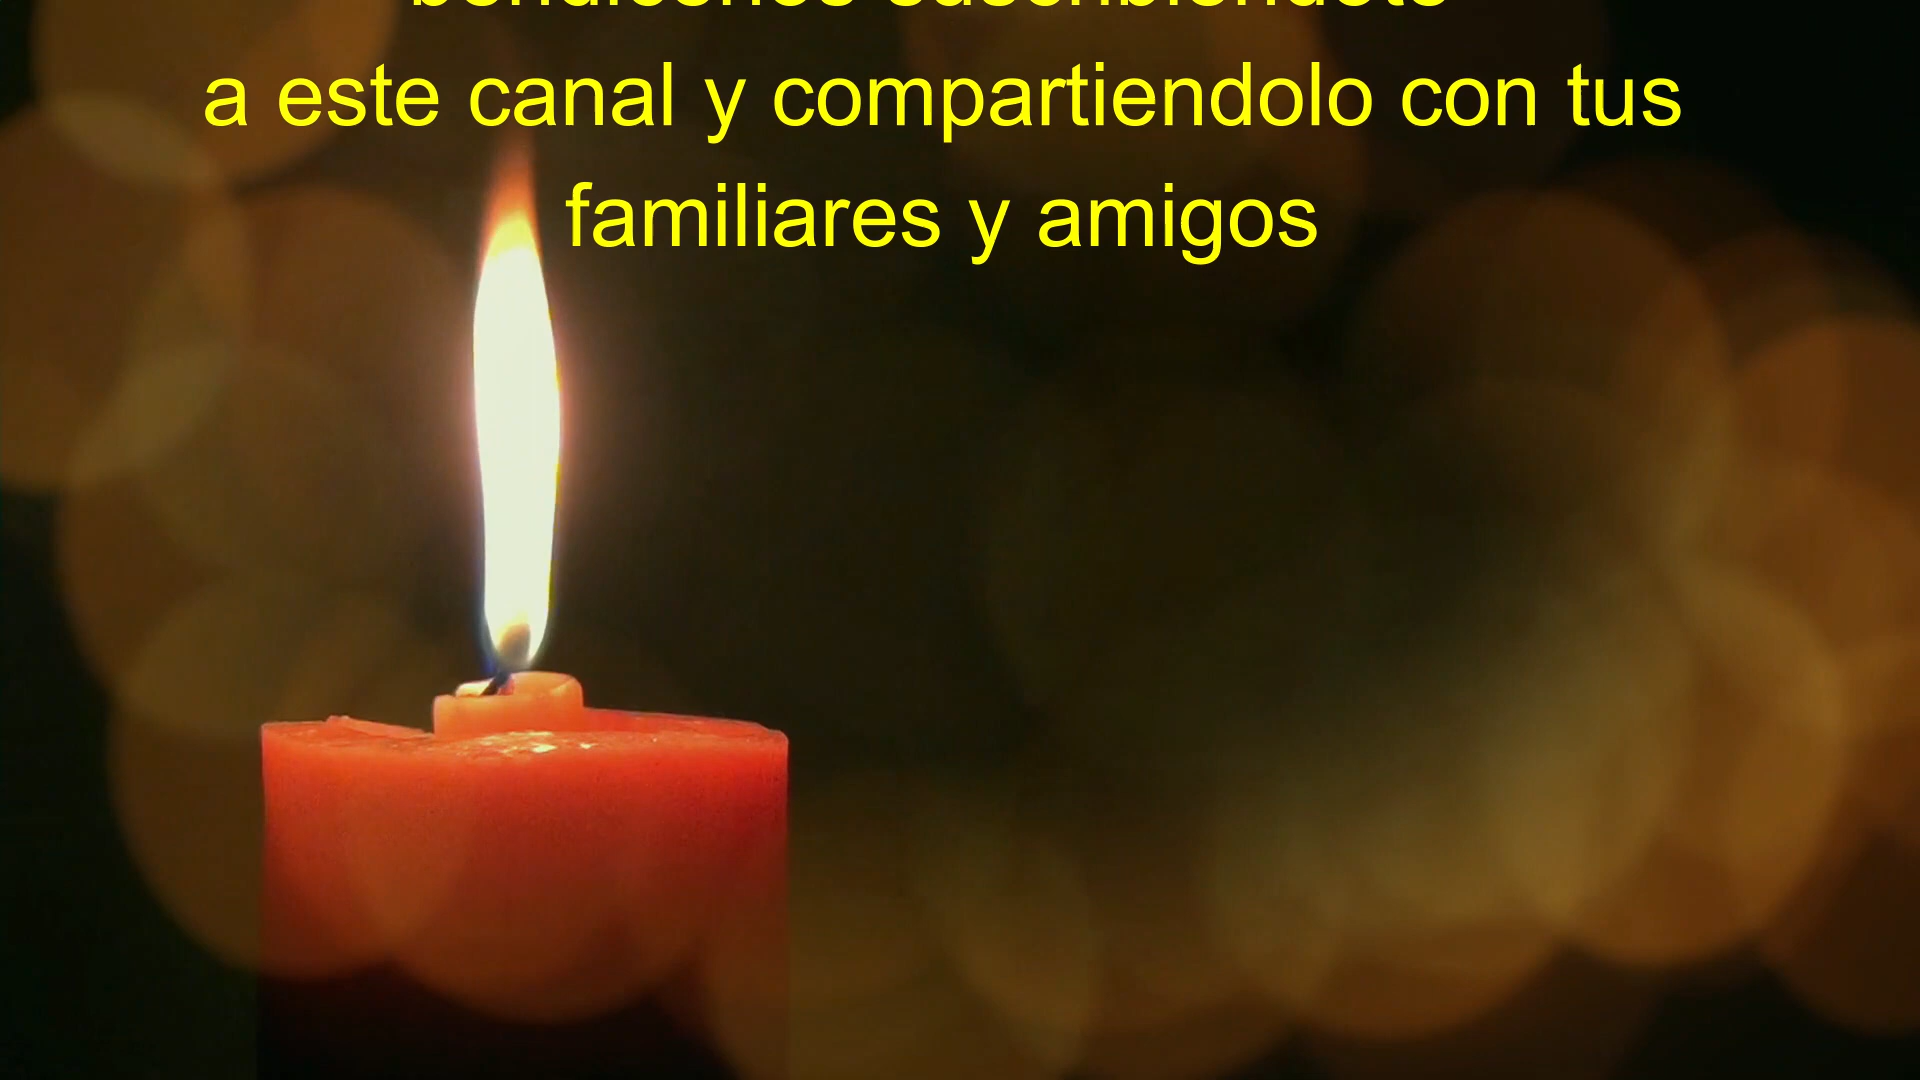 a este canal y compartiendolo con tus
familiares y amigos